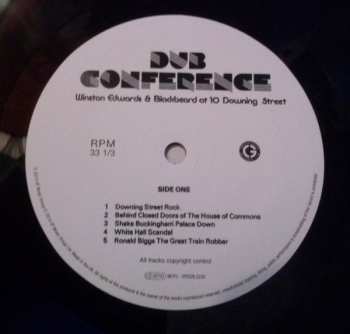 DUB
CONFERENCE
Winston Edwards & Blackbeard at 10 Downing Street
RPM
33 1/3
G
SIDE ONE
1 Downing Street Rock
2 Behind Closed Doors of The House of Commons
3 Shake Buckingham Palace Down
4 White Hall Scandal
5 Ronald Biggs The Great Train Robber
All tracks copyright control